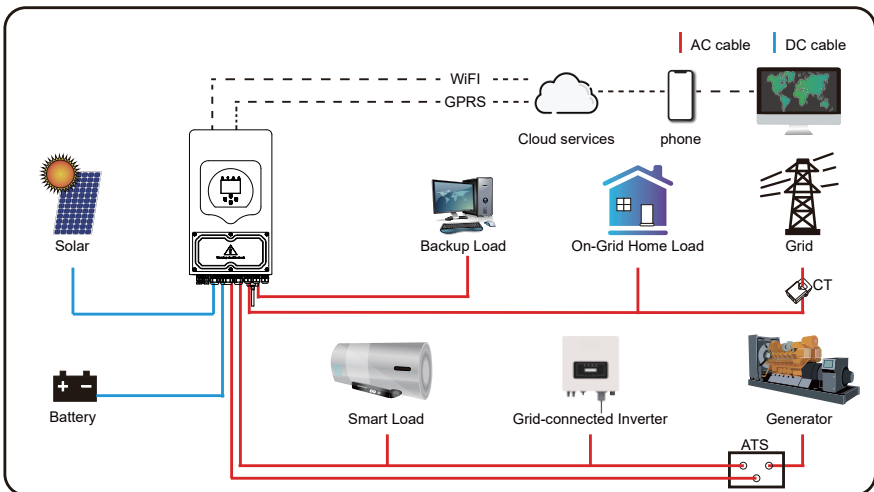 AC cable
DC cable
WiFI
GPRS
Cloud services
phone
Solar
Backup Load
On-Grid Home Load
Grid
CT
Battery
Smart Load
Grid-connected Inverter
Generator
ATS